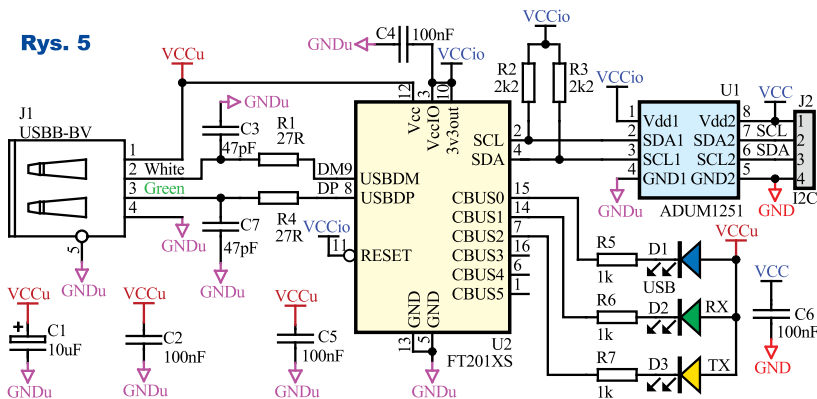 Rys. 5
C4
100nF
GNDu
VCCio
VCCio
VCCu
R2
2k2
R3
2k2
VCCio
U1
VCC
J2
J1
USBB-BV
GNDu
C3
47pF
R1
27R
12
3
10
Vcc
VccIO
3v3out
1
2
3
4
5
White
Green
DM
9
USBDM
DP
8
USBDP
SCL
2
SDA
4
1
Vdd1
Vdd2
8
1
2
SDA1
SDA2
7
SCL
2
3
SCL1
SCL2
6
SDA
3
4
GND1
GND2
5
4
I2C
GNDu
ADUM1251
GND
CBUS0
15
CBUS1
14
CBUS2
7
CBUS3
16
CBUS4
6
CBUS5
1
GNDu
C7
47pF
R4
27R
VCCio
11
RESET
GNDu
GNDu
VCCu
R5
1k
D1
USB
R6
1k
D2
RX
R7
1k
D3
TX
VCC
C6
100nF
GND
VCCu
C1
10uF
+
GNDu
VCCu
C2
100nF
GNDu
VCCu
C5
100nF
GNDu
GND
GND
13
5
U2
FT201XS
GNDu